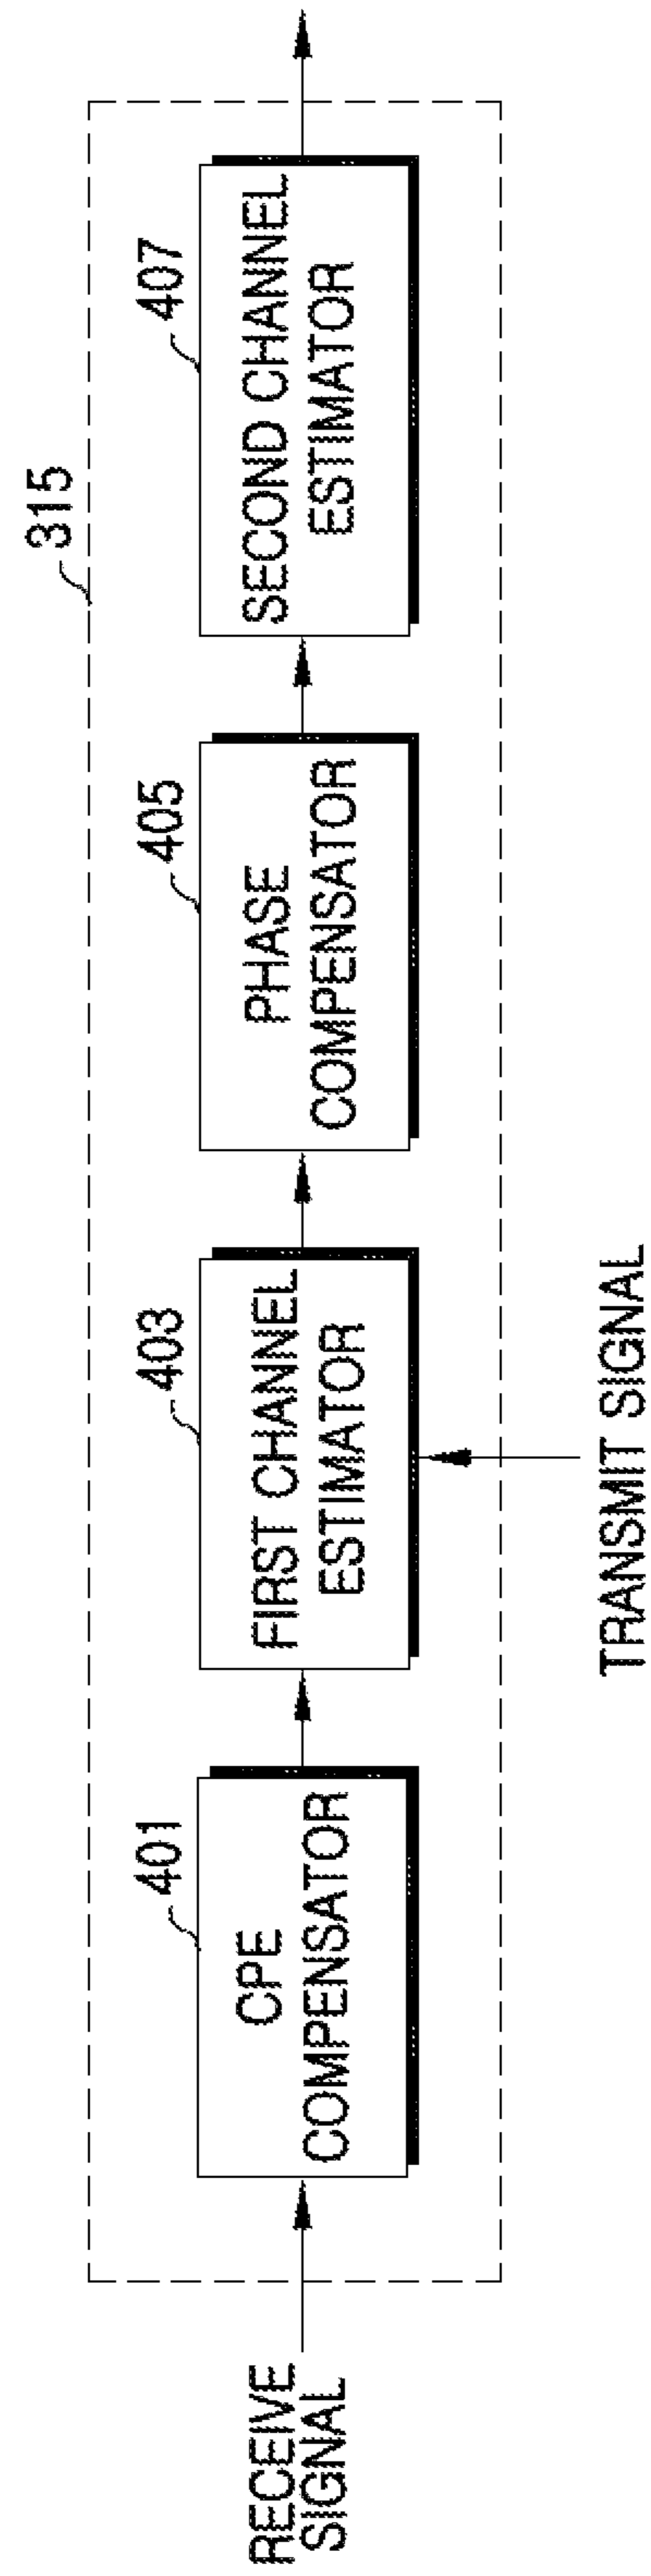 315
401
403
405
407
RECEIVE
SIGNAL
CPE
COMPENSATOR
FIRST CHANNEL
ESTIMATOR
PHASE
COMPENSATOR
SECOND CHANNEL
ESTIMATOR
TRANSMIT SIGNAL